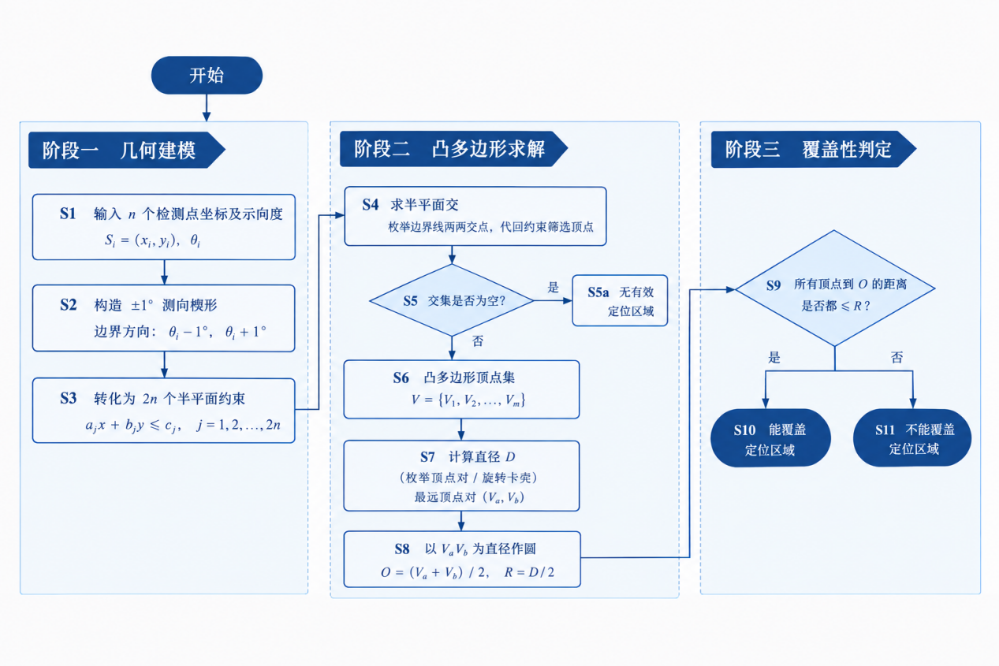 开始
阶段一 几何建模
S1 输入 n 个检测点坐标及示向度
Sᵢ = (xᵢ, yᵢ), θᵢ
S2 构造 ±1° 测向楔形
边界方向: θᵢ − 1°, θᵢ + 1°
S3 转化为 2n 个半平面约束
aⱼx + bⱼy ⩽ cⱼ, j = 1, 2, …, 2n
阶段二 凸多边形求解
S4 求半平面交
枚举边界线两两交点，代回约束筛选顶点
S5 交集是否为空?
是
S5a 无有效
定位区域
否
S6 凸多边形顶点集
V = {V₁, V₂, …, Vₘ}
S7 计算直径 D
（枚举顶点对 / 旋转卡壳）
最远顶点对 (Vₐ, V_b)
S8 以 VₐV_b 为直径作圆
O = (Vₐ + V_b) / 2, R = D/2
阶段三 覆盖性判定
S9 所有顶点到 O 的距离
是否都 ⩽ R?
是
否
S10 能覆盖
定位区域
S11 不能覆盖
定位区域